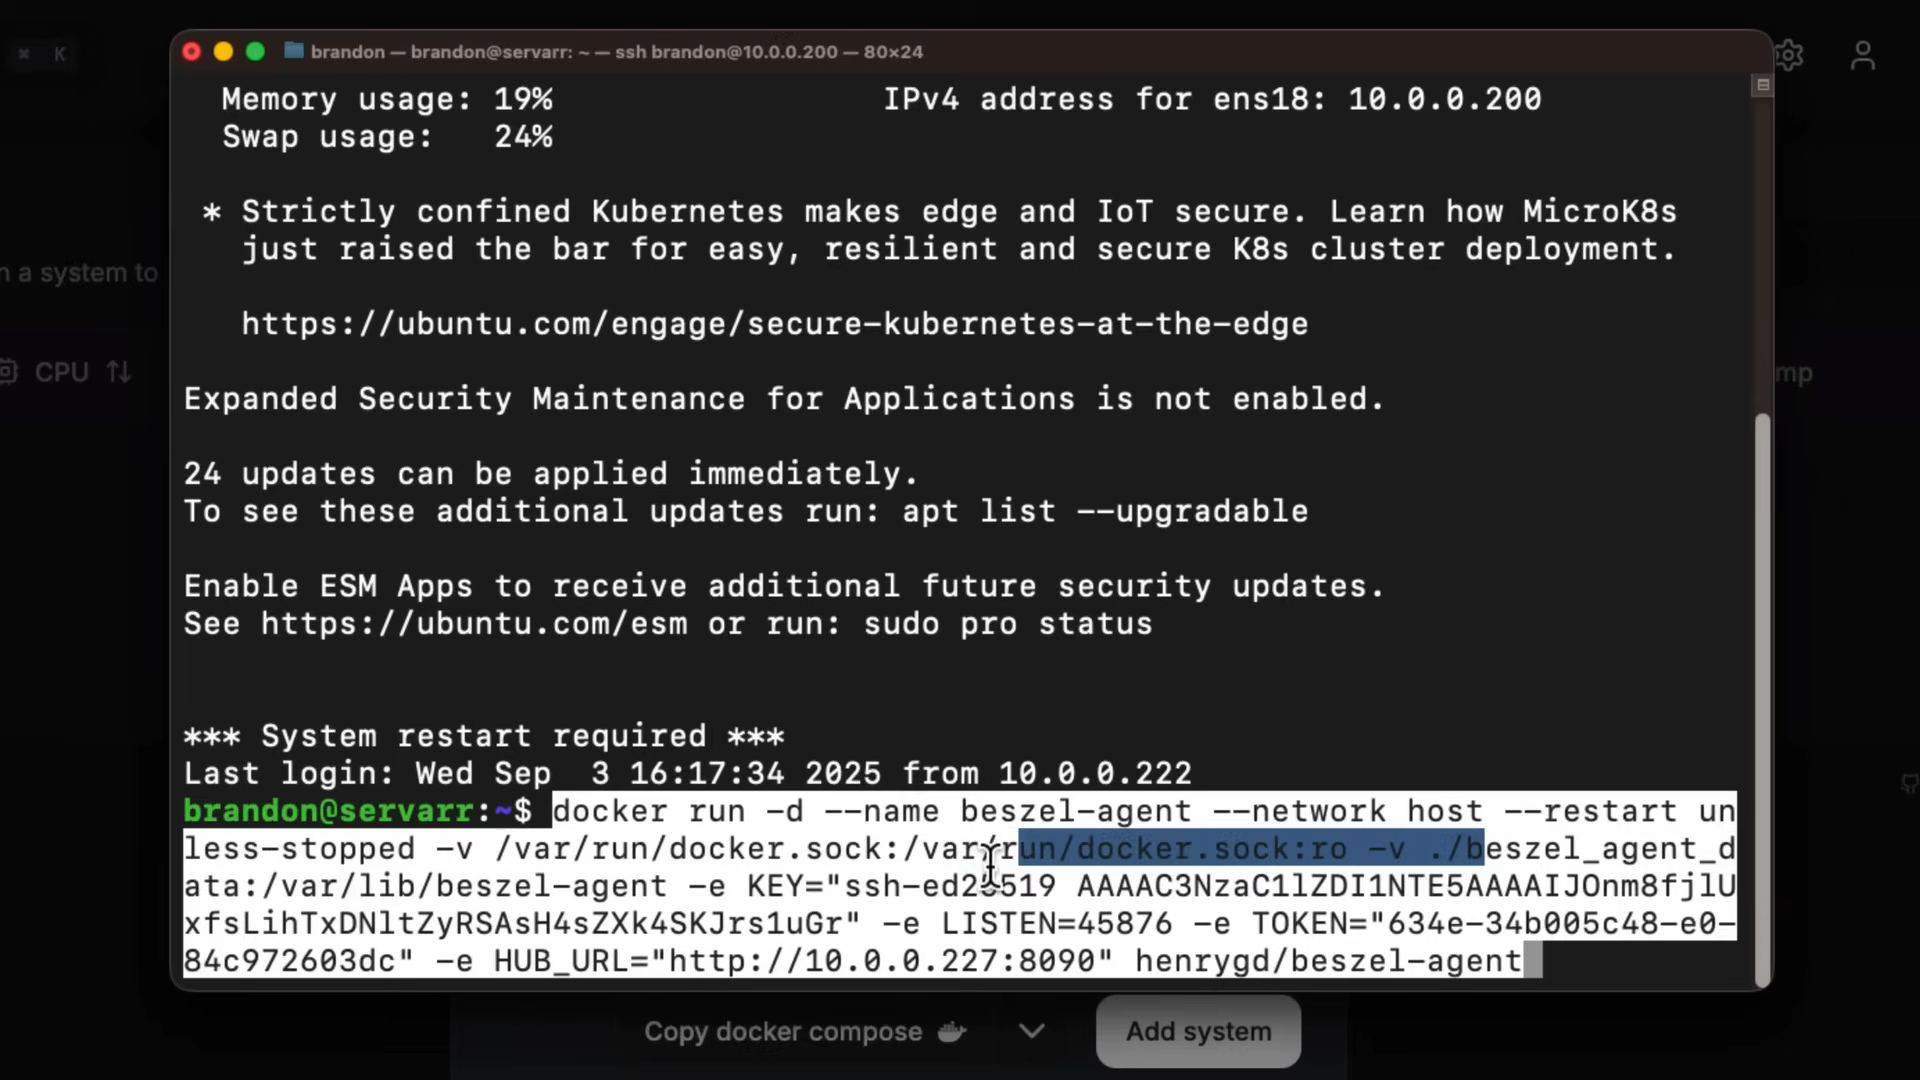 ⌘ K
brandon — brandon@servarr: ~ — ssh brandon@10.0.0.200 — 80×24
Memory usage: 19% IPv4 address for ens18: 10.0.0.200
Swap usage: 24%
* Strictly confined Kubernetes makes edge and IoT secure. Learn how MicroK8s
just raised the bar for easy, resilient and secure K8s cluster deployment.
n a system to
https://ubuntu.com/engage/secure-kubernetes-at-the-edge
CPU
mp
Expanded Security Maintenance for Applications is not enabled.
24 updates can be applied immediately.
To see these additional updates run: apt list --upgradable
Enable ESM Apps to receive additional future security updates.
See https://ubuntu.com/esm or run: sudo pro status
*** System restart required ***
Last login: Wed Sep  3 16:17:34 2025 from 10.0.0.222
brandon@servarr:~$ docker run -d --name beszel-agent --network host --restart un
less-stopped -v /var/run/docker.sock:/var/run/docker.sock:ro -v ./beszel_agent_d
ata:/var/lib/beszel-agent -e KEY="ssh-ed25519 AAAAC3NzaC1lZDI1NTE5AAAAIJOnm8fjlU
xfsLihTxDNltZyRSAsH4sZXk4SKJrs1uGr" -e LISTEN=45876 -e TOKEN="634e-34b005c48-e0-
84c972603dc" -e HUB_URL="http://10.0.0.227:8090" henrygd/beszel-agent
Copy docker compose
Add system